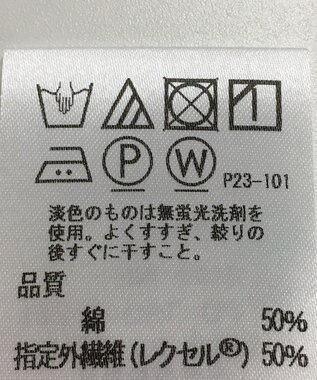 P
W
P23-101
淡色のものは無蛍光洗剤を
使用。よくすすぎ、絞りの
後すぐに干すこと。
品質
綿 50%
指定外繊維（レクセル®）50%